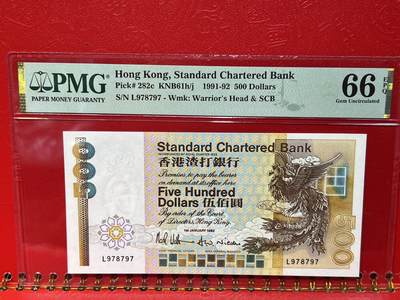 PMG
PAPER MONEY GUARANTY
Hong Kong, Standard Chartered Bank
Pick# 282c KNB61h/j 1991-92 500 Dollars
S/N L978797 - Wmk: Warrior's Head & SCB
66 EPQ
Gem Uncirculated
Standard Chartered Bank
香港渣打銀行
Promises to pay the bearer
on demand at its office here
Five Hundred
Dollars 伍佰圓
By order of the Court
of Directors, Hong Kong.
1ST JANUARY 1992
L978797
L978797
500